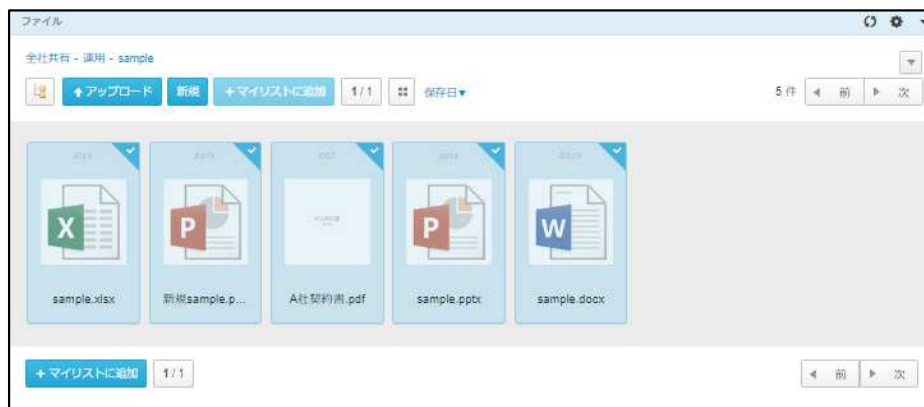 ファイル
全社共有 - 運用 - sample
アップロード 新規 +マイリストに追加 1 / 1 保存日▼ 5 件 前 次
xlsx pptx pdf pptx docx
X P P W
sample.xlsx 新規sample.p... A社契約書.pdf sample.pptx sample.docx
+マイリストに追加 1 / 1 前 次